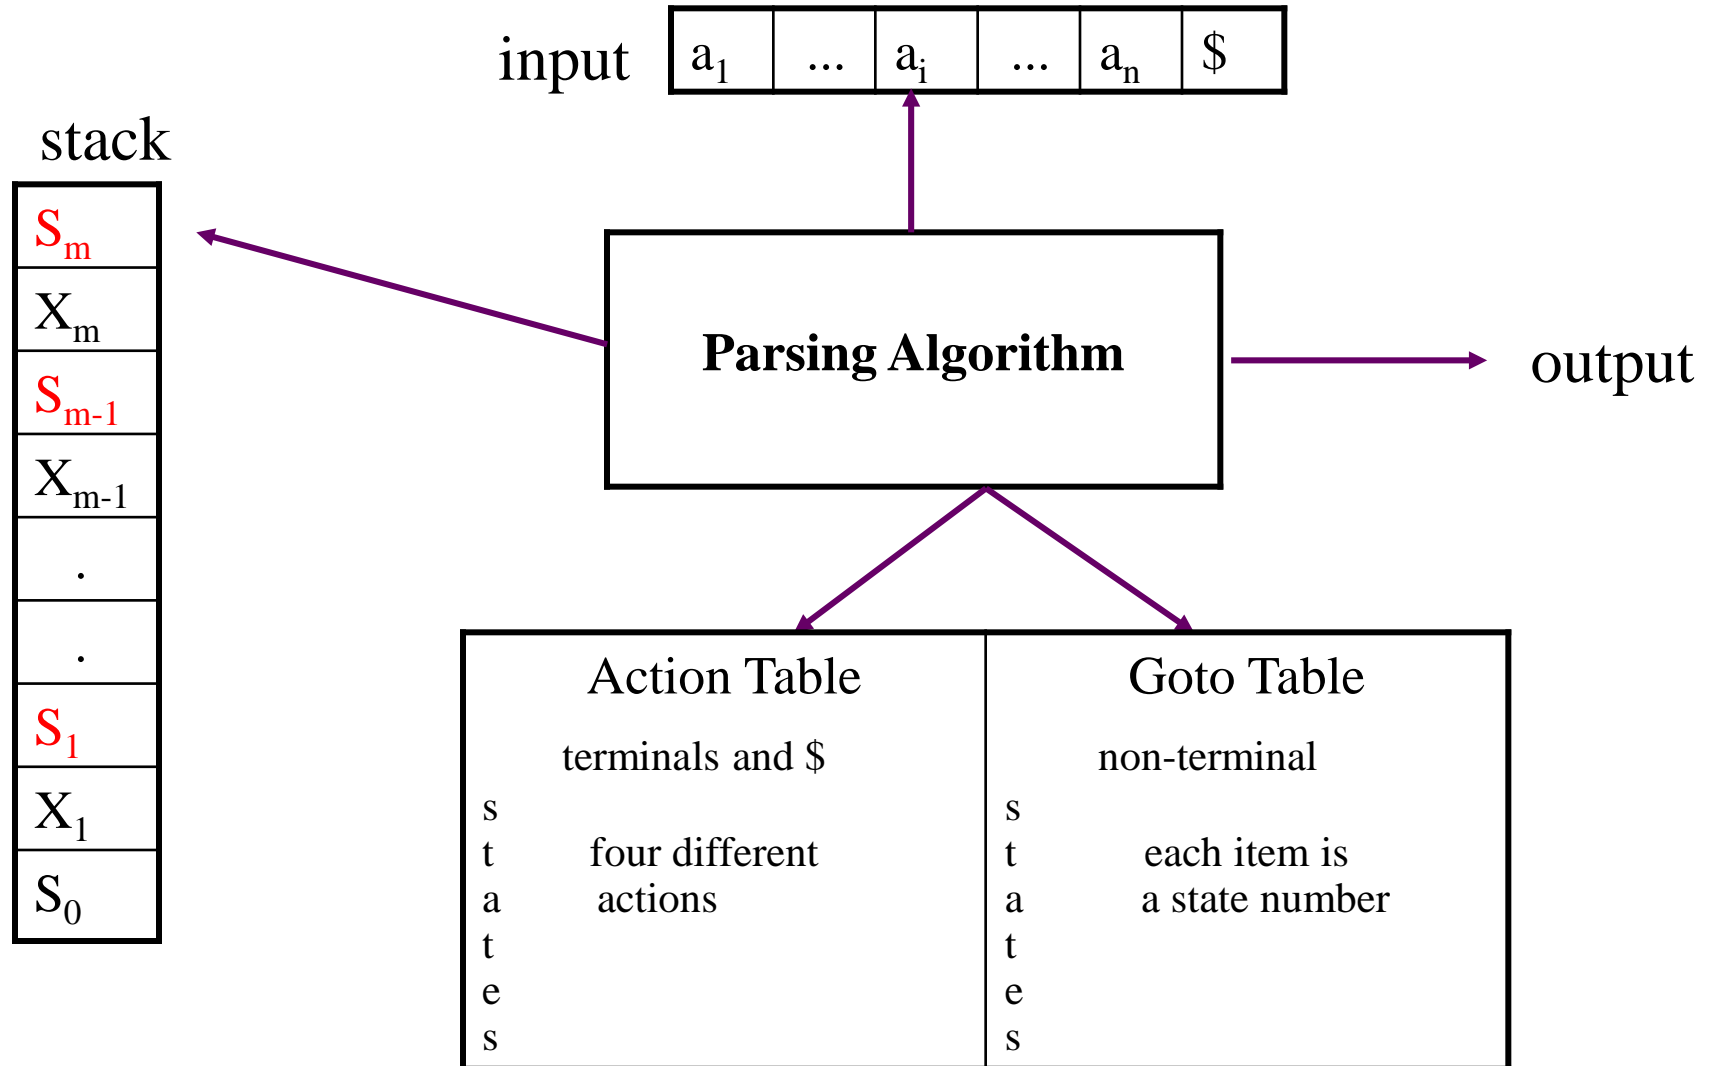 input
a1 ... ai ... an $
stack
Sm
Xm
Sm-1
Xm-1
.
.
S1
X1
S0
Parsing Algorithm
output
Action Table
terminals and $
s
t four different
a actions
t
e
s
Goto Table
non-terminal
s
t each item is
a a state number
t
e
s